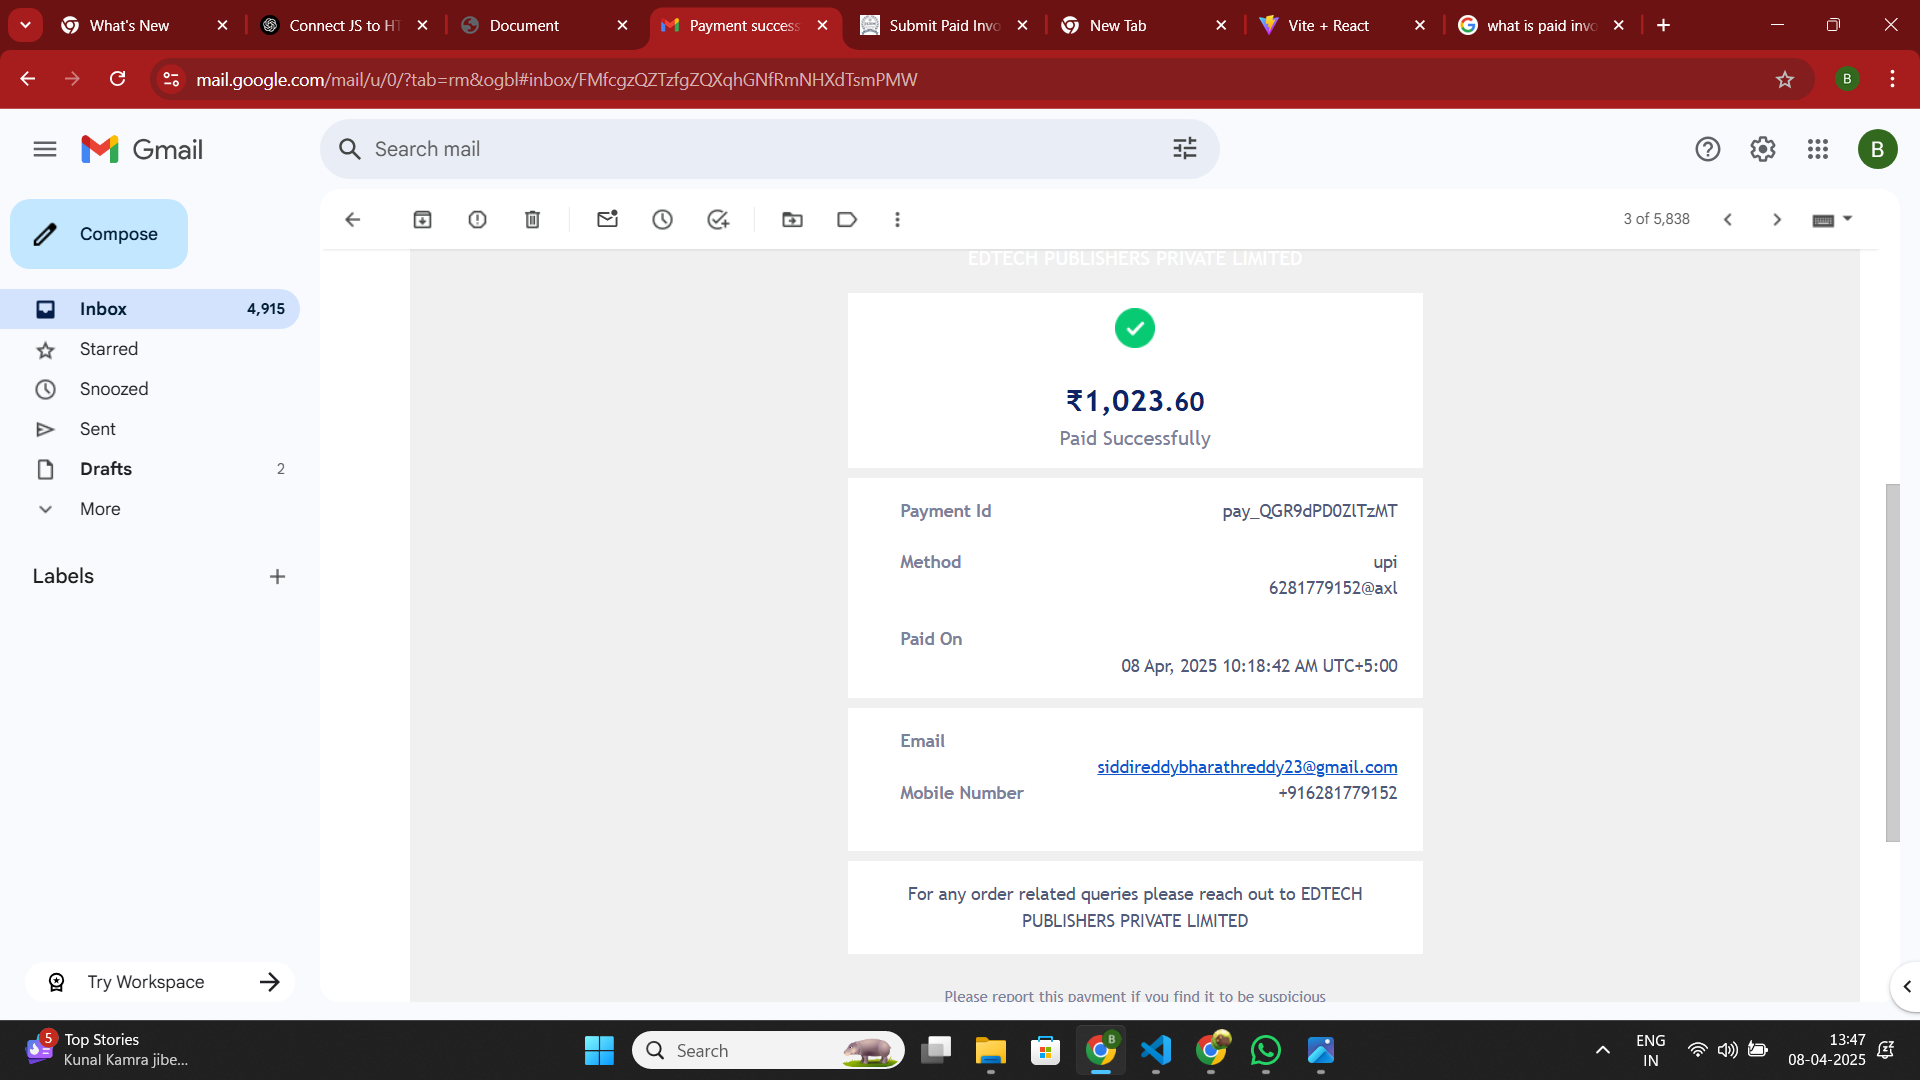 What's New
Connect JS to HT
Document
Payment success
Submit Paid Invo
New Tab
Vite + React
what is paid invo
mail.google.com/mail/u/0/?tab=rm&ogbl#inbox/FMfcgzQZTzfgZQXqhGNfRmNHXdTsmPMW
B
Gmail
Search mail
B
Compose
3 of 5,838
Inbox 4,915
Starred
Snoozed
Sent
Drafts 2
More
Labels
Try Workspace
EDTECH PUBLISHERS PRIVATE LIMITED
₹1,023.60
Paid Successfully
Payment Id pay_QGR9dPD0ZlTzMT
Method upi
6281779152@axl
Paid On
08 Apr, 2025 10:18:42 AM UTC+5:00
Email
siddireddybharathreddy23@gmail.com
Mobile Number +916281779152
For any order related queries please reach out to EDTECH
PUBLISHERS PRIVATE LIMITED
Please report this payment if you find it to be suspicious
5
Top Stories
Kunal Kamra jibe...
Search
B
ENG
IN
13:47
08-04-2025